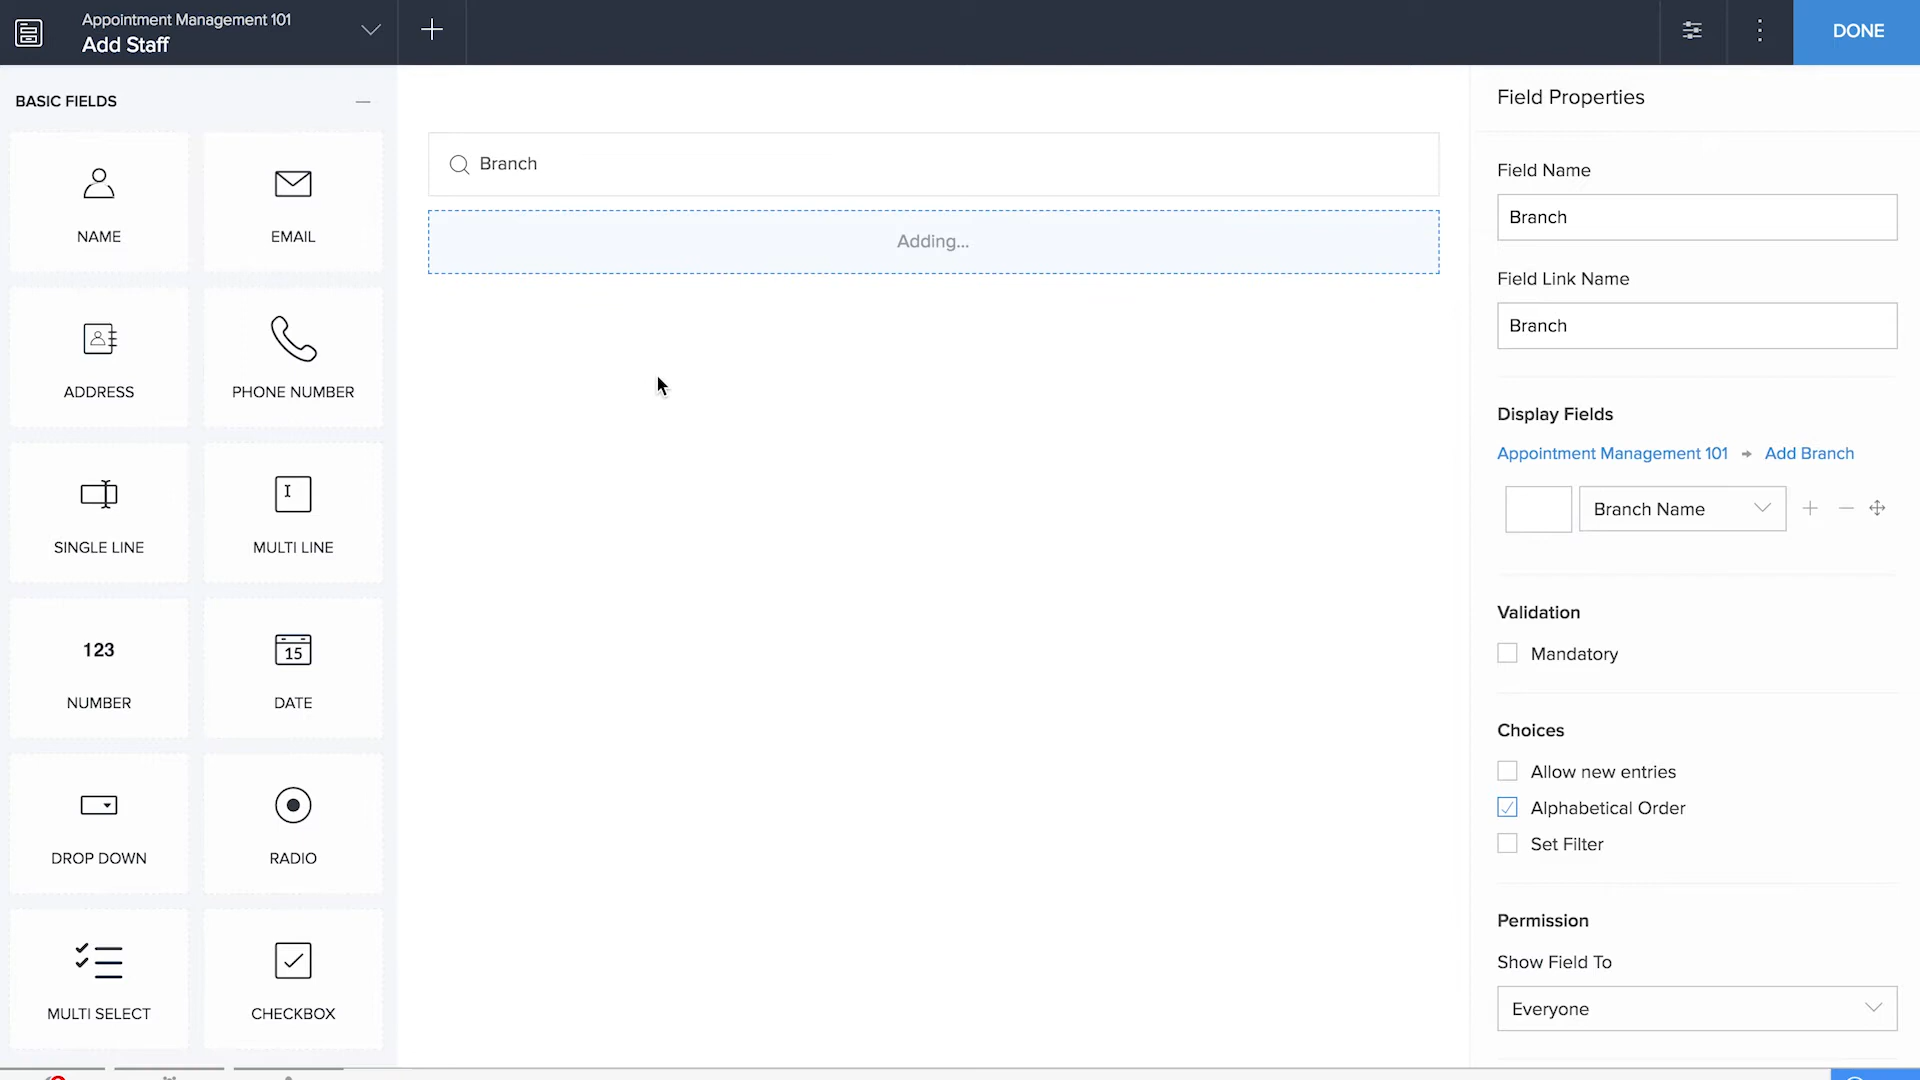 Appointment Management 101
Add Staff
DONE
BASIC FIELDS
NAME
EMAIL
ADDRESS
PHONE NUMBER
SINGLE LINE
MULTI LINE
123
NUMBER
15
DATE
DROP DOWN
RADIO
MULTI SELECT
CHECKBOX
Branch
Adding...
Field Properties
Field Name
Branch
Field Link Name
Branch
Display Fields
Appointment Management 101 Add Branch
Branch Name
Validation
Mandatory
Choices
Allow new entries
Alphabetical Order
Set Filter
Permission
Show Field To
Everyone